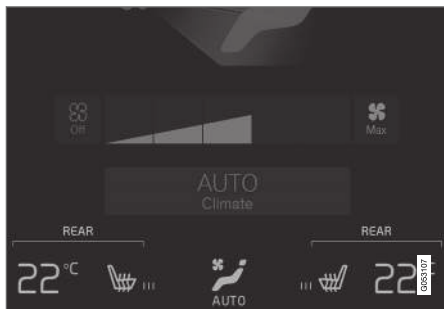 Off
Max
AUTO
Climate
REAR REAR
22°C 22°
AUTO
G053107